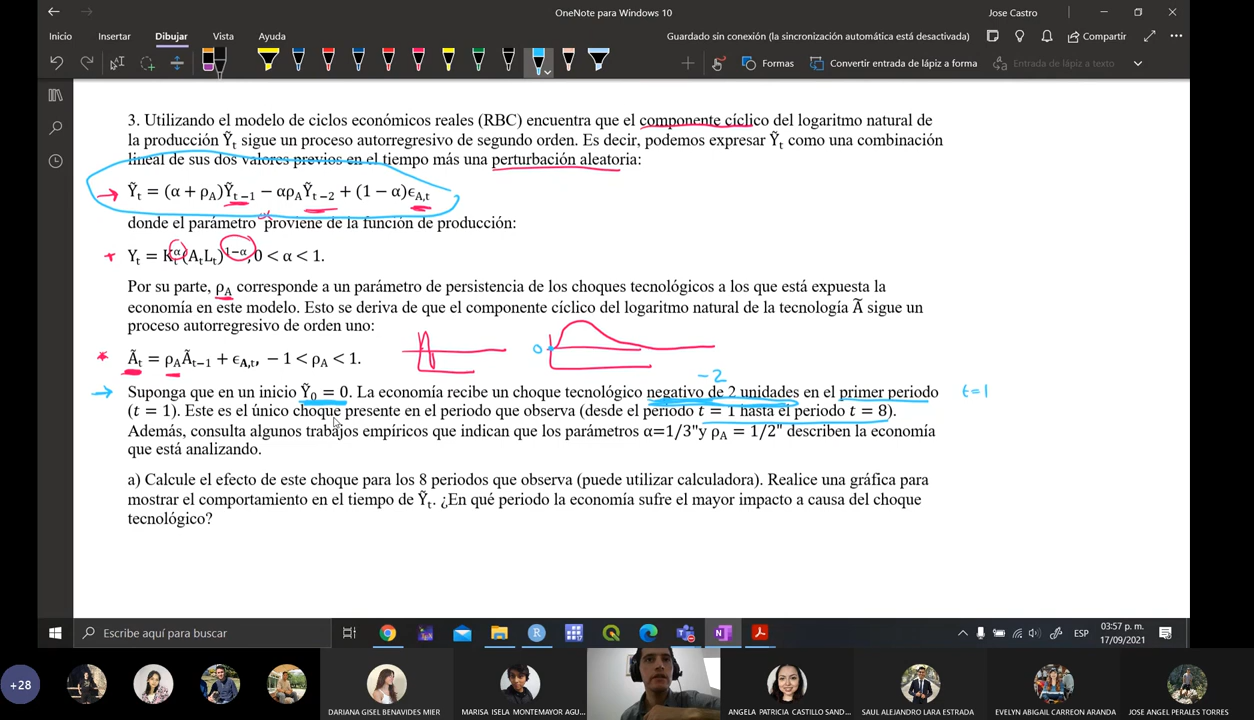 OneNote para Windows 10
Jose Castro
Inicio Insertar Dibujar Vista Ayuda
Guardado sin conexión (la sincronización automática está desactivada)
Compartir
Formas
Convertir entrada de lápiz a forma
Entrada de lápiz a texto
3. Utilizando el modelo de ciclos económicos reales (RBC) encuentra que el componente cíclico del logaritmo natural de
la producción Ỹt sigue un proceso autorregresivo de segundo orden. Es decir, podemos expresar Ỹt como una combinación
lineal de sus dos valores previos en el tiempo más una perturbación aleatoria:
Ỹt = (α + ρA)Ỹt−1 − αρAỸt−2 + (1 − α)ϵA,t
donde el parámetro α proviene de la función de producción:
Yt = Ktα(AtLt)1−α, 0 < α < 1.
Por su parte, ρA corresponde a un parámetro de persistencia de los choques tecnológicos a los que está expuesta la
economía en este modelo. Esto se deriva de que el componente cíclico del logaritmo natural de la tecnología Ã sigue un
proceso autorregresivo de orden uno:
Ãt = ρAÃt−1 + ϵA,t, − 1 < ρA < 1.
0
−2
Suponga que en un inicio Ỹ0 = 0. La economía recibe un choque tecnológico negativo de 2 unidades en el primer periodo t=1
(t = 1). Este es el único choque presente en el periodo que observa (desde el periodo t = 1 hasta el periodo t = 8).
Además, consulta algunos trabajos empíricos que indican que los parámetros α=1/3"y ρA = 1/2" describen la economía
que está analizando.
a) Calcule el efecto de este choque para los 8 periodos que observa (puede utilizar calculadora). Realice una gráfica para
mostrar el comportamiento en el tiempo de Ỹt. ¿En qué periodo la economía sufre el mayor impacto a causa del choque
tecnológico?
Escribe aquí para buscar
ESP
03:57 p. m.
17/09/2021
+28
DARIANA GISEL BENAVIDES MIER
MARISA ISELA MONTEMAYOR AGU...
ANGELA PATRICIA CASTILLO SAND...
SAUL ALEJANDRO LARA ESTRADA
EVELYN ABIGAIL CARREON ARANDA
JOSE ANGEL PERALES TORRES